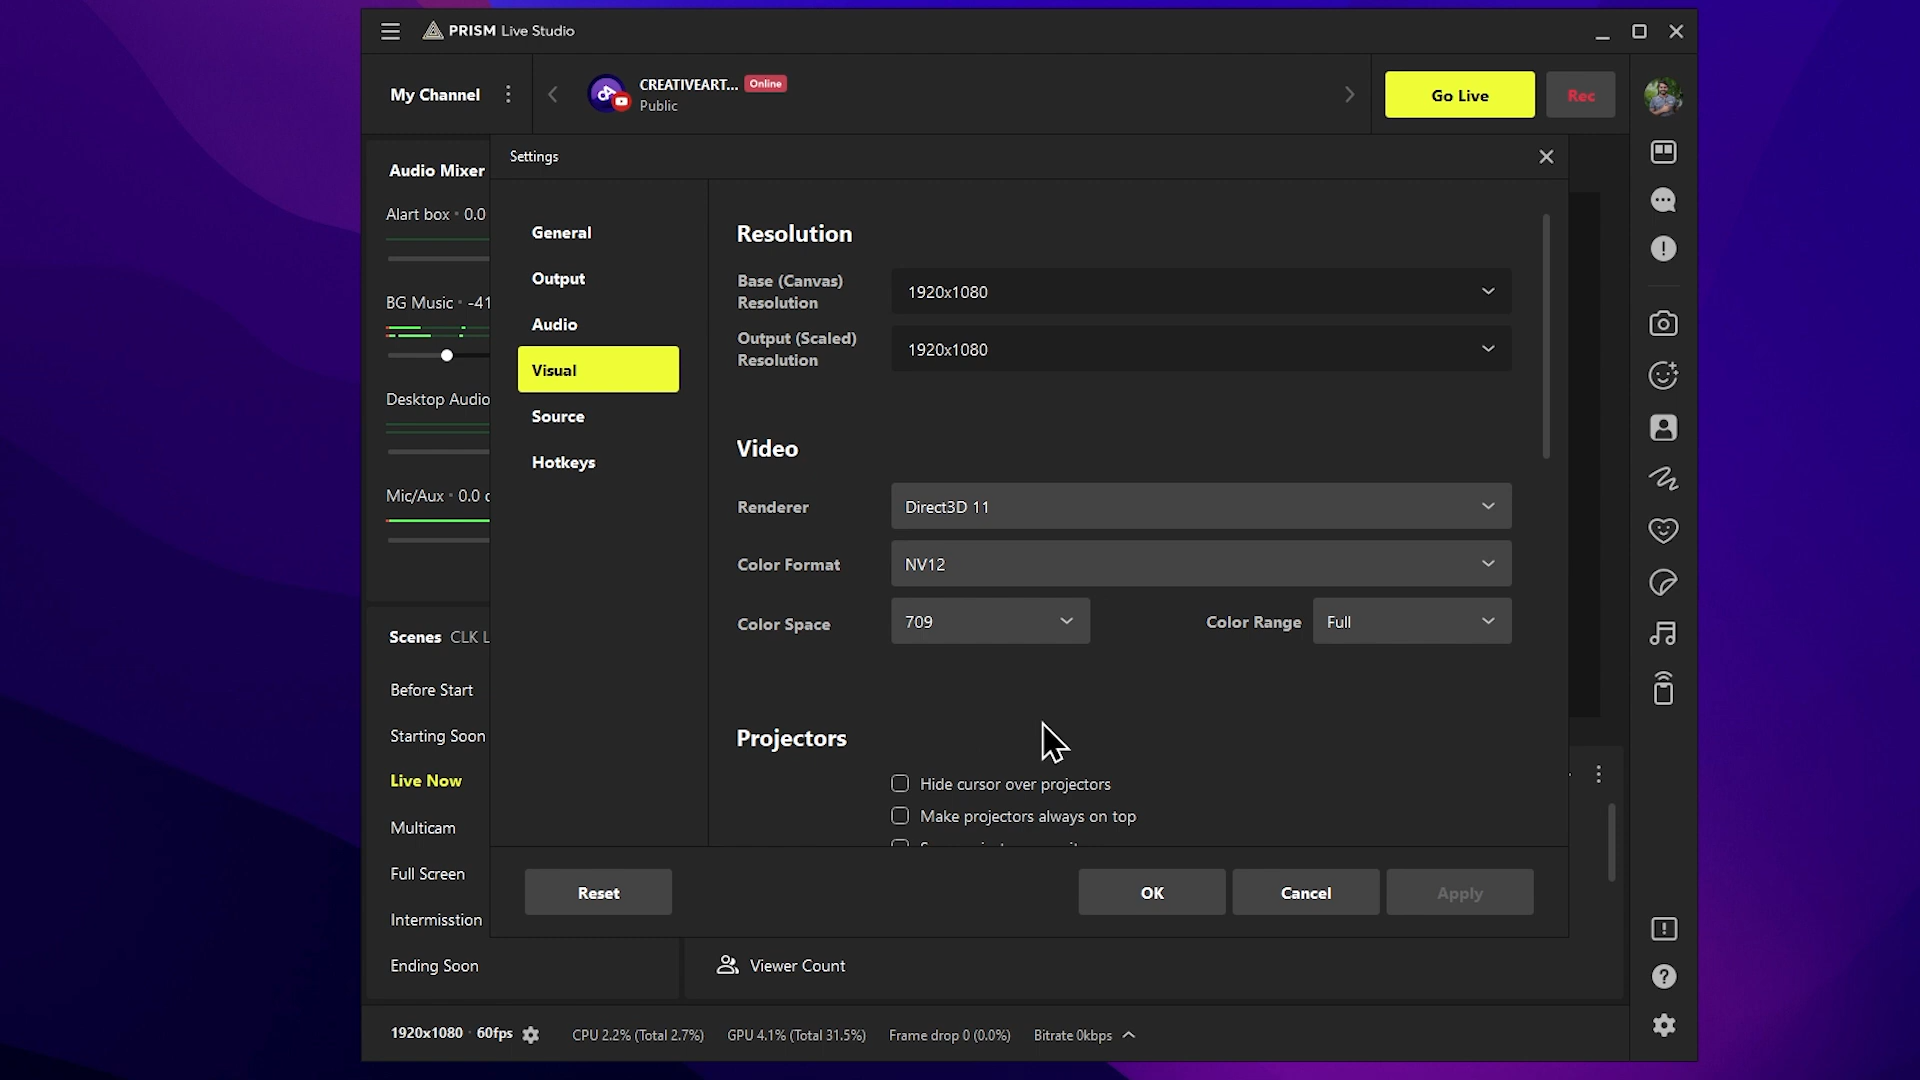 PRISM Live Studio
My Channel
CREATIVEART... Online
Public
Go Live
Rec
Settings
Audio Mixer
Alart box · 0.0
BG Music · -41
Desktop Audio
Mic/Aux · 0.0
General
Output
Audio
Visual
Source
Hotkeys
Resolution
Base (Canvas)
Resolution
1920x1080
Output (Scaled)
Resolution
1920x1080
Video
Renderer
Direct3D 11
Color Format
NV12
Color Space
709
Color Range
Full
Projectors
Hide cursor over projectors
Make projectors always on top
Reset
OK
Cancel
Apply
Scenes CLK L
Before Start
Starting Soon
Live Now
Multicam
Full Screen
Intermisstion
Ending Soon
Viewer Count
1920x1080 · 60fps
CPU 2.2% (Total 2.7%)
GPU 4.1% (Total 31.5%)
Frame drop 0 (0.0%)
Bitrate 0kbps